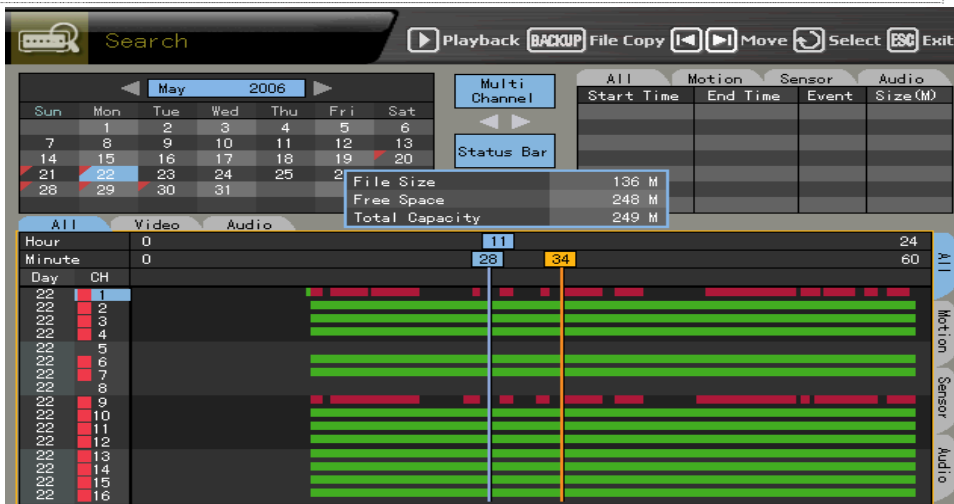 Search Playback BACKUP File Copy Move Select ESC Exit
May 2006
Sun Mon Tue Wed Thu Fri Sat
1 2 3 4 5 6
7 8 9 10 11 12 13
14 15 16 17 18 19 20
21 22 23 24 25 2
28 29 30 31
Multi
Channel
Status Bar
All Motion Sensor Audio
Start Time End Time Event Size(M)
File Size 136 M
Free Space 248 M
Total Capacity 249 M
All Video Audio
Hour 0 11 24
Minute 0 28 34 60
Day CH
22 1
22 2
22 3
22 4
22 5
22 6
22 7
22 8
22 9
22 10
22 11
22 12
22 13
22 14
22 15
22 16
All
Motion
Sensor
Audio